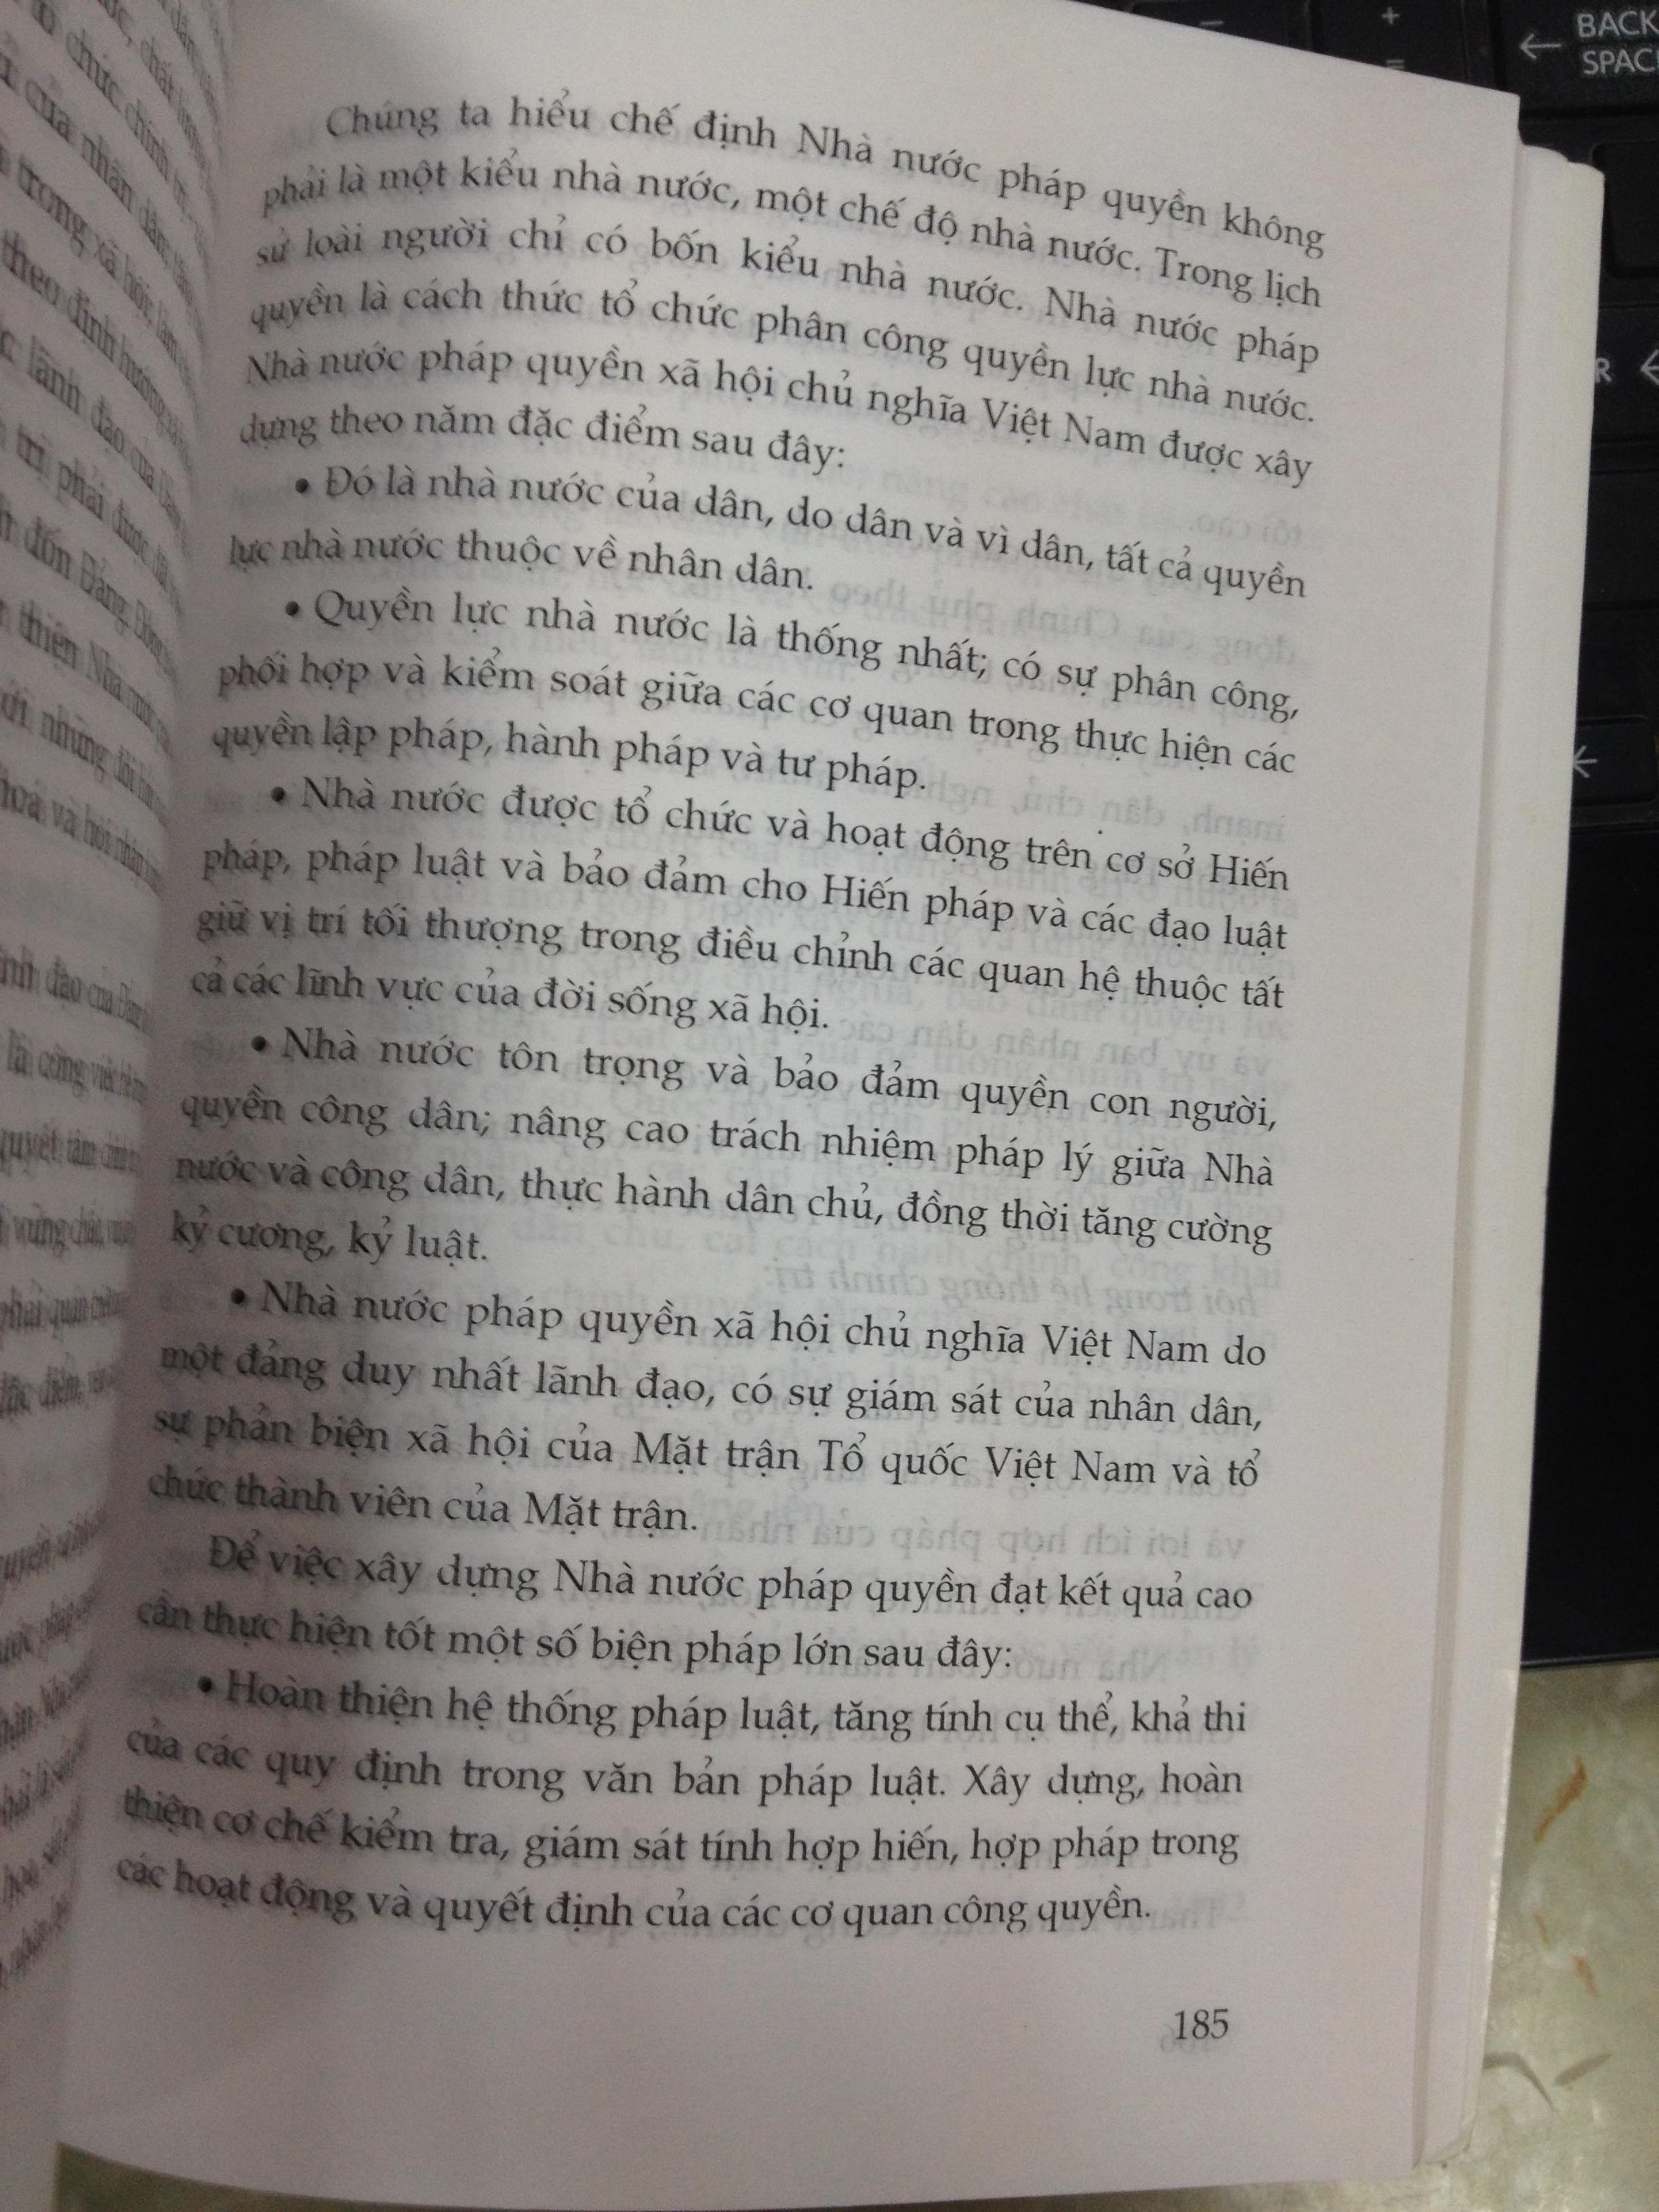 Chúng ta hiểu chế định Nhà nước pháp quyền không
phải là một kiểu nhà nước, một chế độ nhà nước. Trong lịch
sử loài người chỉ có bốn kiểu nhà nước. Nhà nước pháp
quyền là cách thức tổ chức phân công quyền lực nhà nước.
Nhà nước pháp quyền xã hội chủ nghĩa Việt Nam được xây
dựng theo năm đặc điểm sau đây:
• Đó là nhà nước của dân, do dân và vì dân, tất cả quyền
lực nhà nước thuộc về nhân dân.
• Quyền lực nhà nước là thống nhất; có sự phân công,
phối hợp và kiểm soát giữa các cơ quan trong thực hiện các
quyền lập pháp, hành pháp và tư pháp.
• Nhà nước được tổ chức và hoạt động trên cơ sở Hiến
pháp, pháp luật và bảo đảm cho Hiến pháp và các đạo luật
giữ vị trí tối thượng trong điều chỉnh các quan hệ thuộc tất
cả các lĩnh vực của đời sống xã hội.
• Nhà nước tôn trọng và bảo đảm quyền con người,
quyền công dân; nâng cao trách nhiệm pháp lý giữa Nhà
nước và công dân, thực hành dân chủ, đồng thời tăng cường
kỷ cương, kỷ luật.
• Nhà nước pháp quyền xã hội chủ nghĩa Việt Nam do
một đảng duy nhất lãnh đạo, có sự giám sát của nhân dân,
sự phản biện xã hội của Mặt trận Tổ quốc Việt Nam và tổ
chức thành viên của Mặt trận.
Để việc xây dựng Nhà nước pháp quyền đạt kết quả cao
cần thực hiện tốt một số biện pháp lớn sau đây:
• Hoàn thiện hệ thống pháp luật, tăng tính cụ thể, khả thi
của các quy định trong văn bản pháp luật. Xây dựng, hoàn
thiện cơ chế kiểm tra, giám sát tính hợp hiến, hợp pháp trong
các hoạt động và quyết định của các cơ quan công quyền.
185
← BACK
SPAC